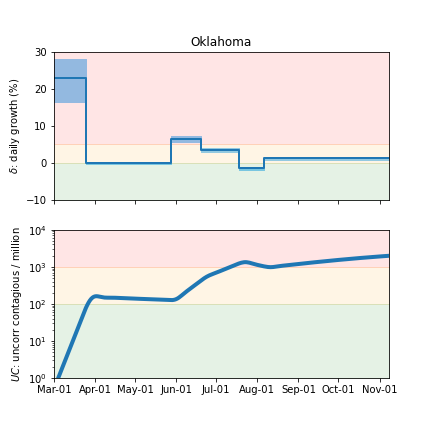 Oklahoma
δ: daily growth (%)
30
20
10
0
−10
UC: uncorr contagious / million
10⁴
10³
10²
10¹
10⁰
Mar-01 Apr-01 May-01 Jun-01 Jul-01 Aug-01 Sep-01 Oct-01 Nov-01